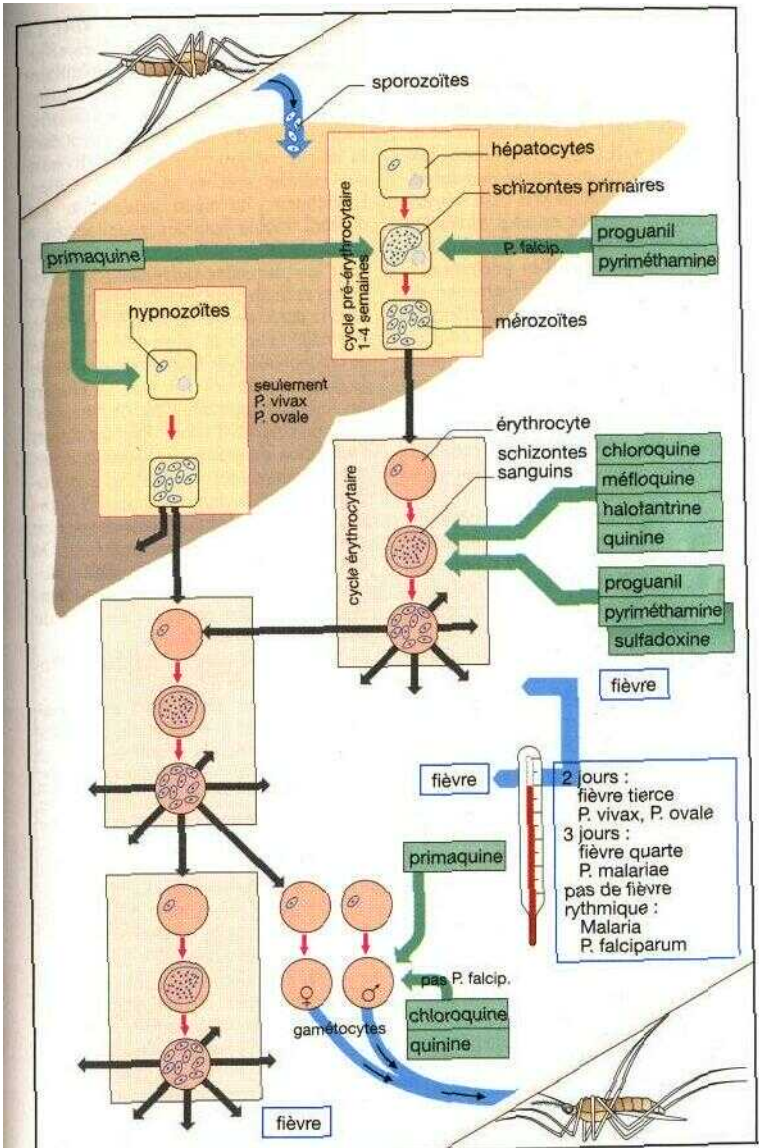 sporozoïtes
hépatocytes
schizontes primaires
cycle pré-érythrocytaire
1-4 semaines
primaquine
P. falcip.
proguanil
pyriméthamine
hypnozoïtes
mérozoïtes
seulement
P. vivax
P. ovale
érythrocyte
schizontes
sanguins
cycle érythrocytaire
chloroquine
méfloquine
halofantrine
quinine
proguanil
pyriméthamine
sulfadoxine
fièvre
fièvre
2 jours :
fièvre tierce
P. vivax, P. ovale
3 jours :
fièvre quarte
P. malariae
pas de fièvre
rythmique :
Malaria
P. falciparum
primaquine
pas P. falcip.
♀
♂
gamétocytes
chloroquine
quinine
fièvre